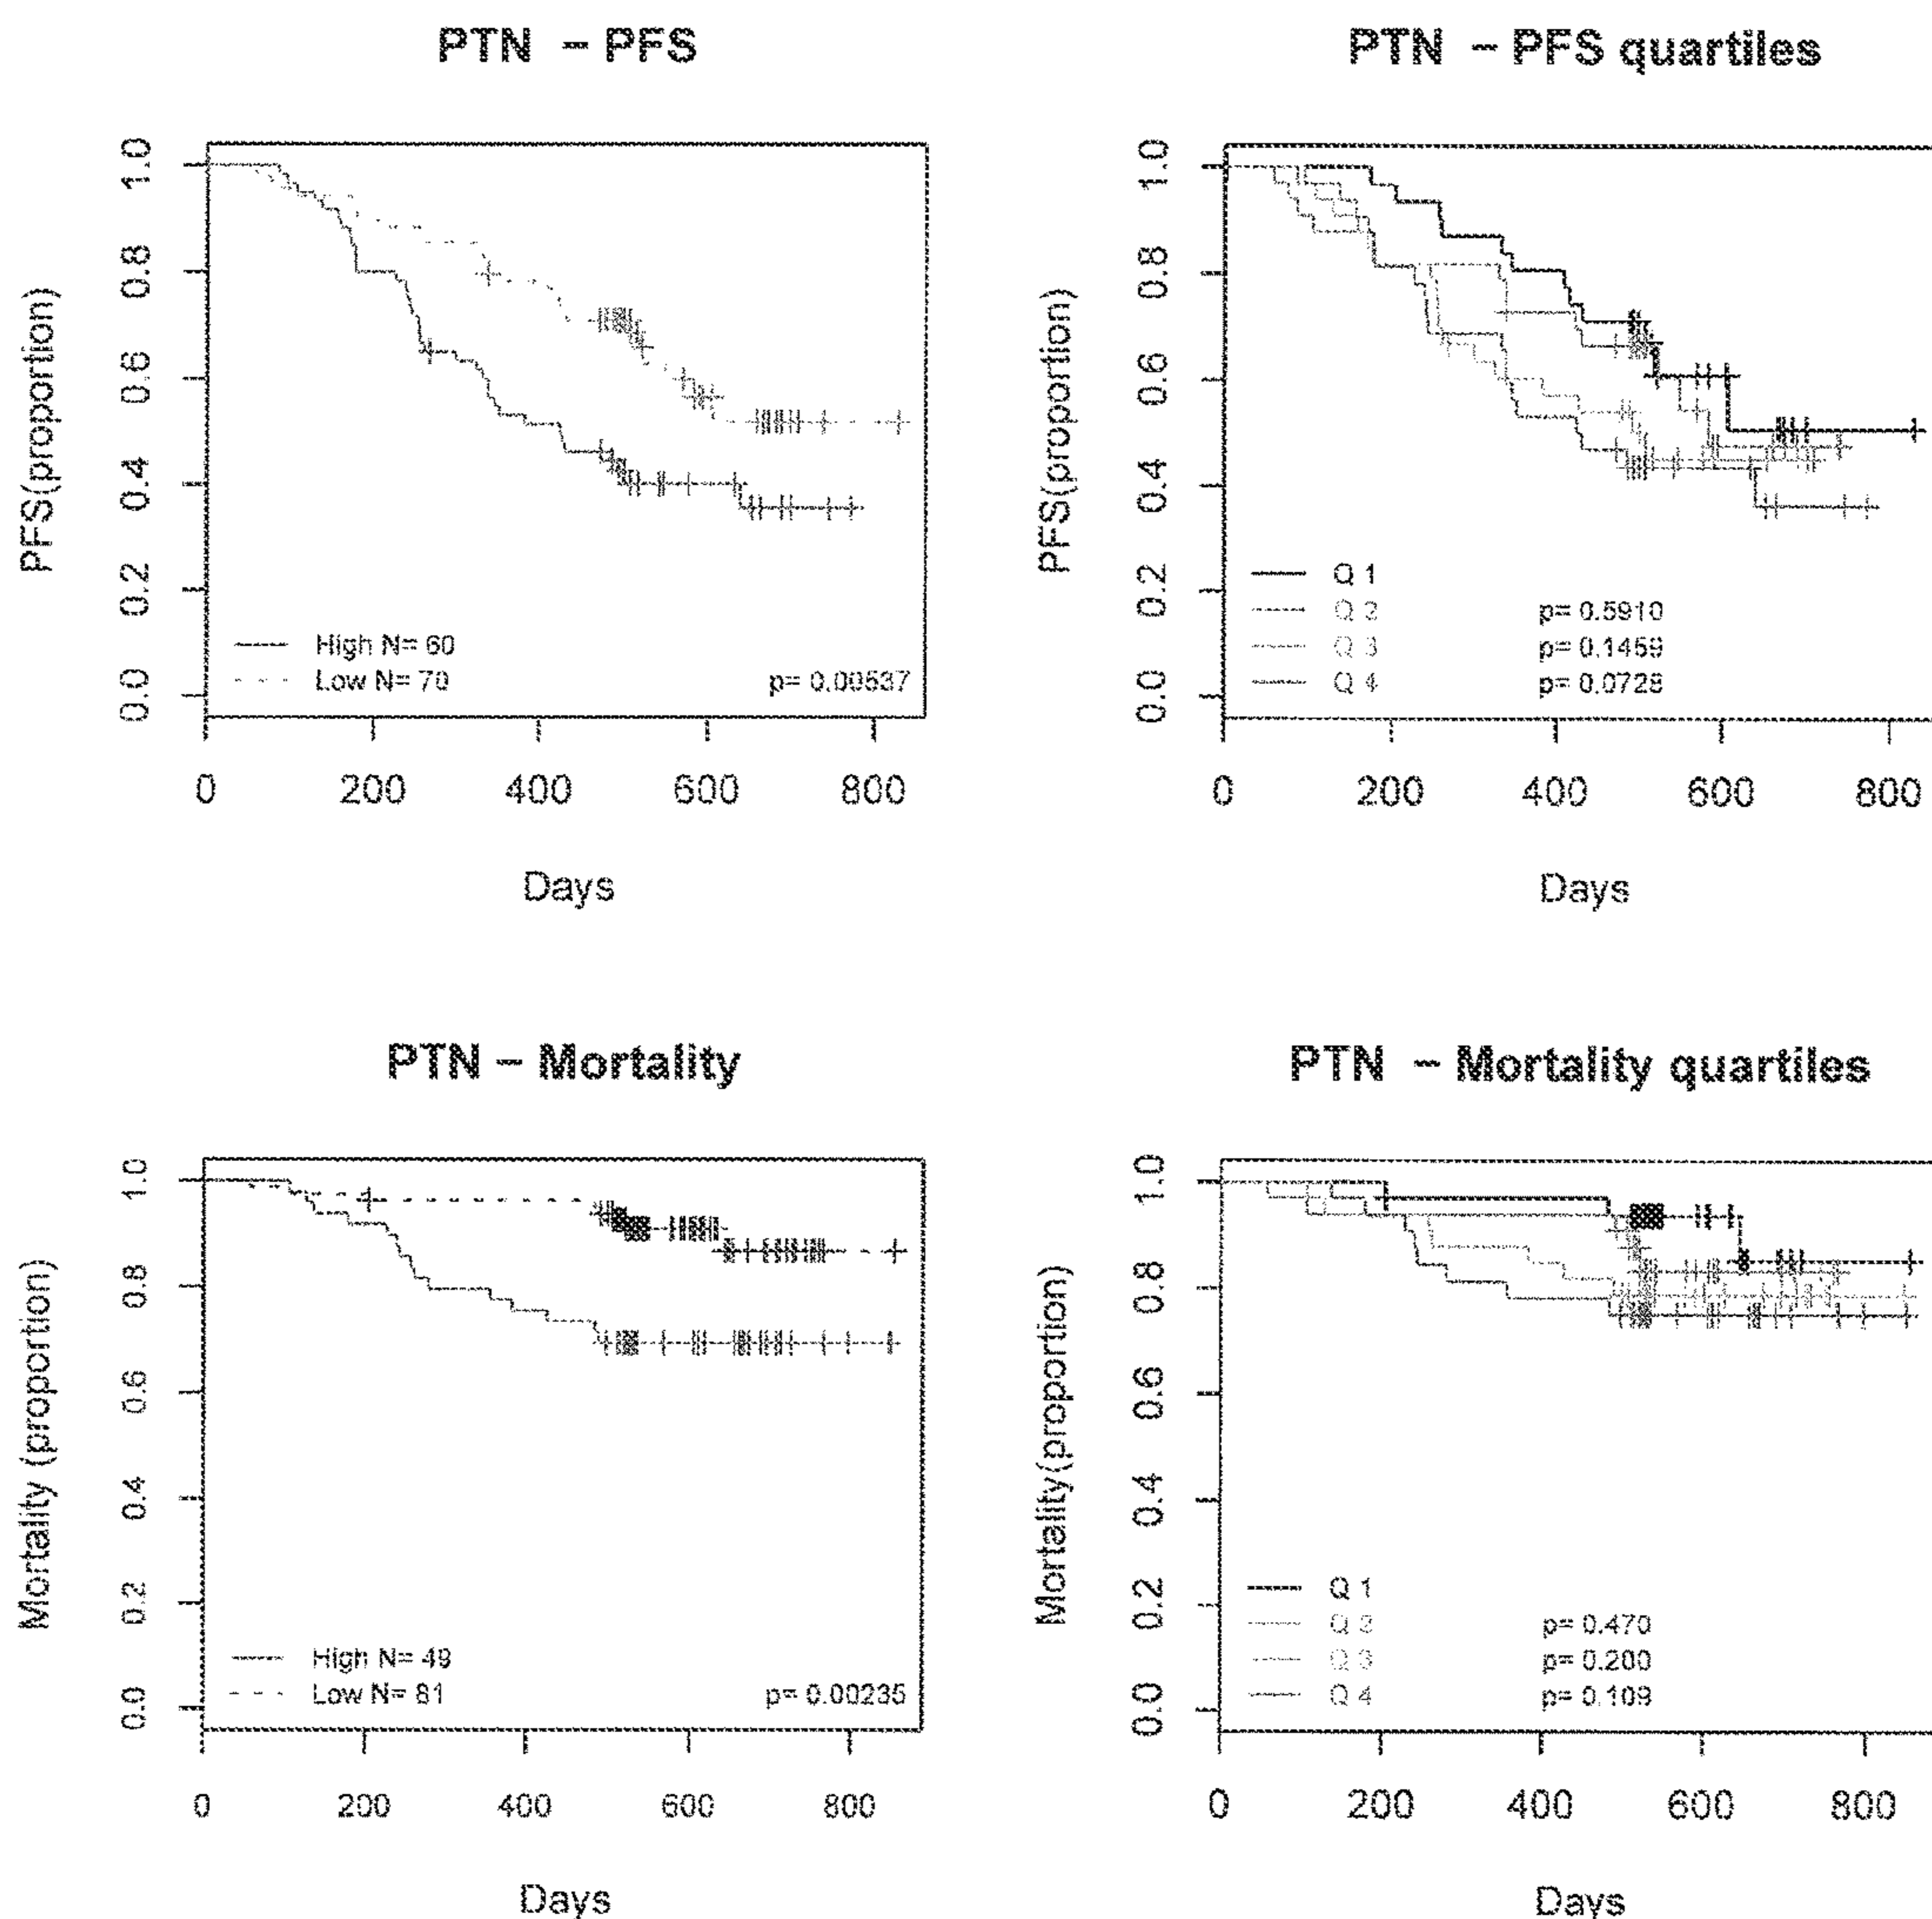 PTN – PFS
PFS(proportion)
1.0
0.8
0.6
0.4
0.2
0.0
High N= 60
Low N= 70
p= 0.00537
0 200 400 600 800
Days
PTN – PFS quartiles
PFS(proportion)
1.0
0.8
0.6
0.4
0.2
0.0
Q 1
Q 2 p= 0.5910
Q 3 p= 0.1459
Q 4 p= 0.0728
0 200 400 600 800
Days
PTN – Mortality
Mortality (proportion)
1.0
0.8
0.6
0.4
0.2
0.0
High N= 49
Low N= 81
p= 0.00235
0 200 400 600 800
Days
PTN – Mortality quartiles
Mortality(proportion)
1.0
0.8
0.6
0.4
0.2
0.0
Q 1
Q 2 p= 0.470
Q 3 p= 0.200
Q 4 p= 0.109
0 200 400 600 800
Days